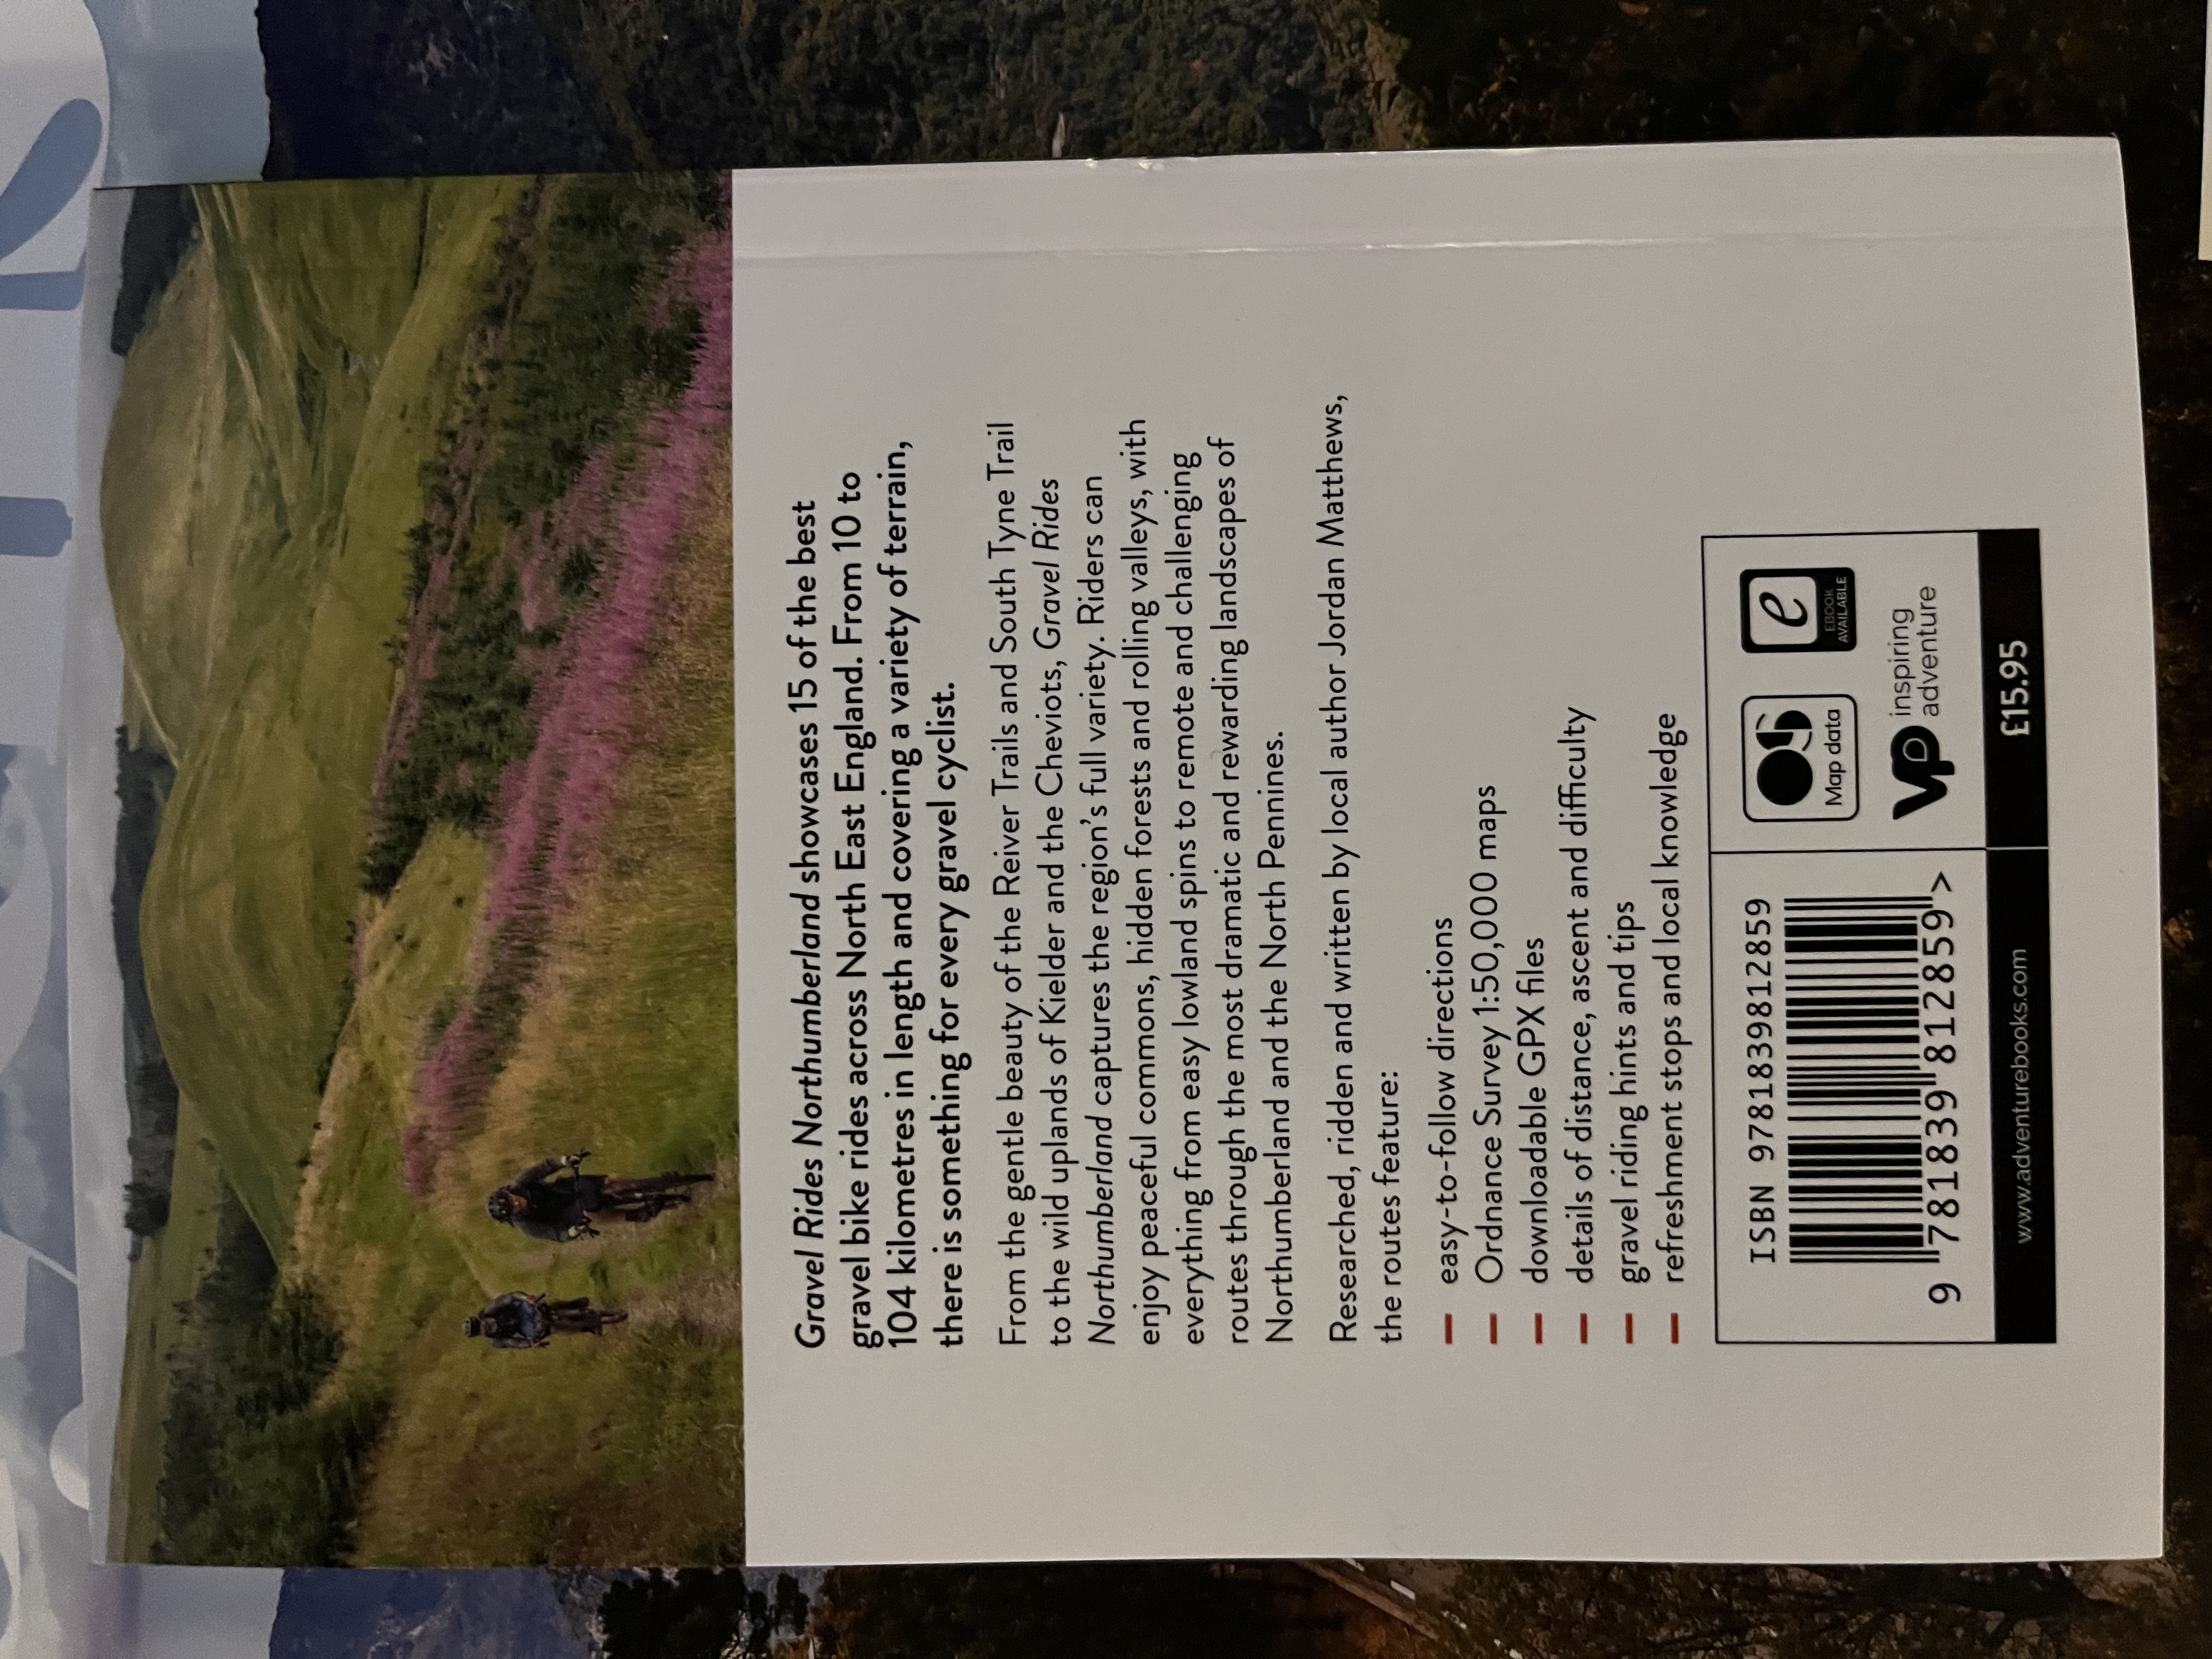 Gravel Rides Northumberland showcases 15 of the best
gravel bike rides across North East England. From 10 to
104 kilometres in length and covering a variety of terrain,
there is something for every gravel cyclist.
From the gentle beauty of the Reiver Trails and South Tyne Trail
to the wild uplands of Kielder and the Cheviots, Gravel Rides
Northumberland captures the region's full variety. Riders can
enjoy peaceful commons, hidden forests and rolling valleys, with
everything from easy lowland spins to remote and challenging
routes through the most dramatic and rewarding landscapes of
Northumberland and the North Pennines.
Researched, ridden and written by local author Jordan Matthews,
the routes feature:
– easy-to-follow directions
– Ordnance Survey 1:50,000 maps
– downloadable GPX files
– details of distance, ascent and difficulty
– gravel riding hints and tips
– refreshment stops and local knowledge
ISBN 9781839812859
9 781839 812859 >
OS
Map data
e
EBOOK
AVAILABLE
vp inspiring
adventure
www.adventurebooks.com
£15.95